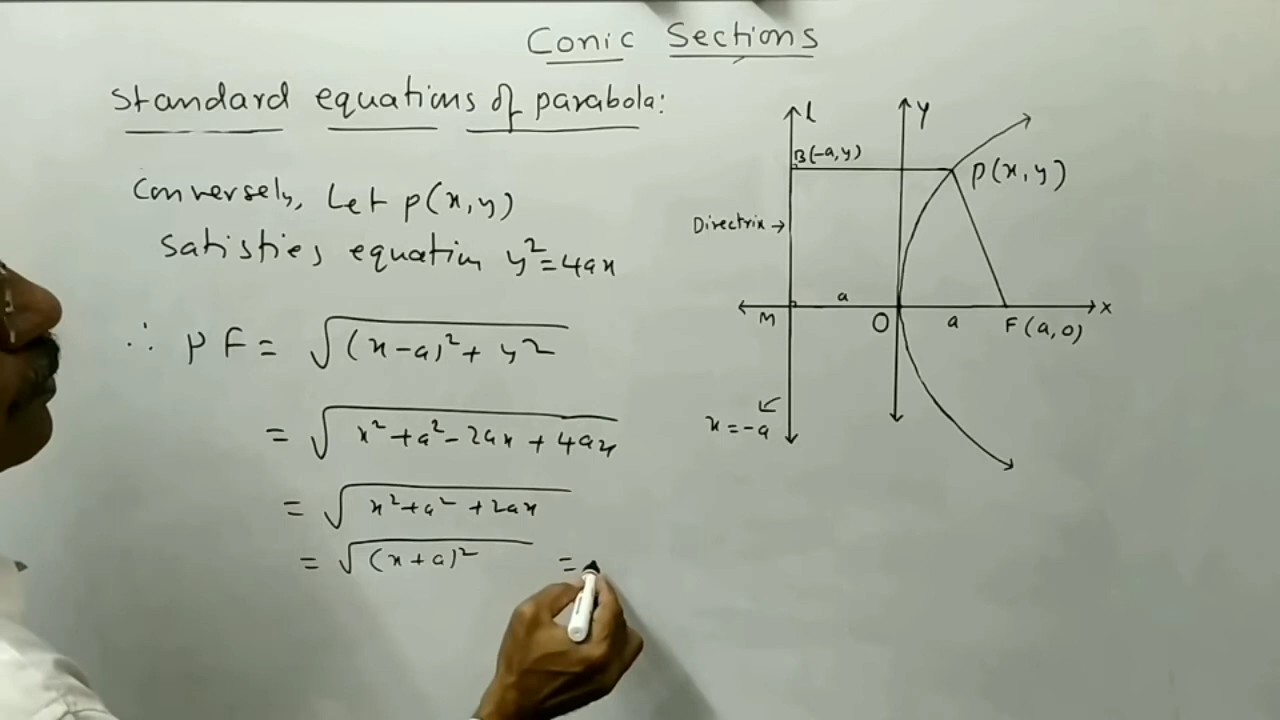 Conic Sections
Standard equations of parabola:
Conversely, Let p(x,y)
satisfies equation y²=4ax
∴ PF = √(x-a)²+y²
= √x²+a²-2ax+4ax
= √x²+a²+2ax
= √(x+a)² =
l
y
B(-a,y)
P(x,y)
Directrix →
a
x
M
O
a
F(a,0)
x=-a